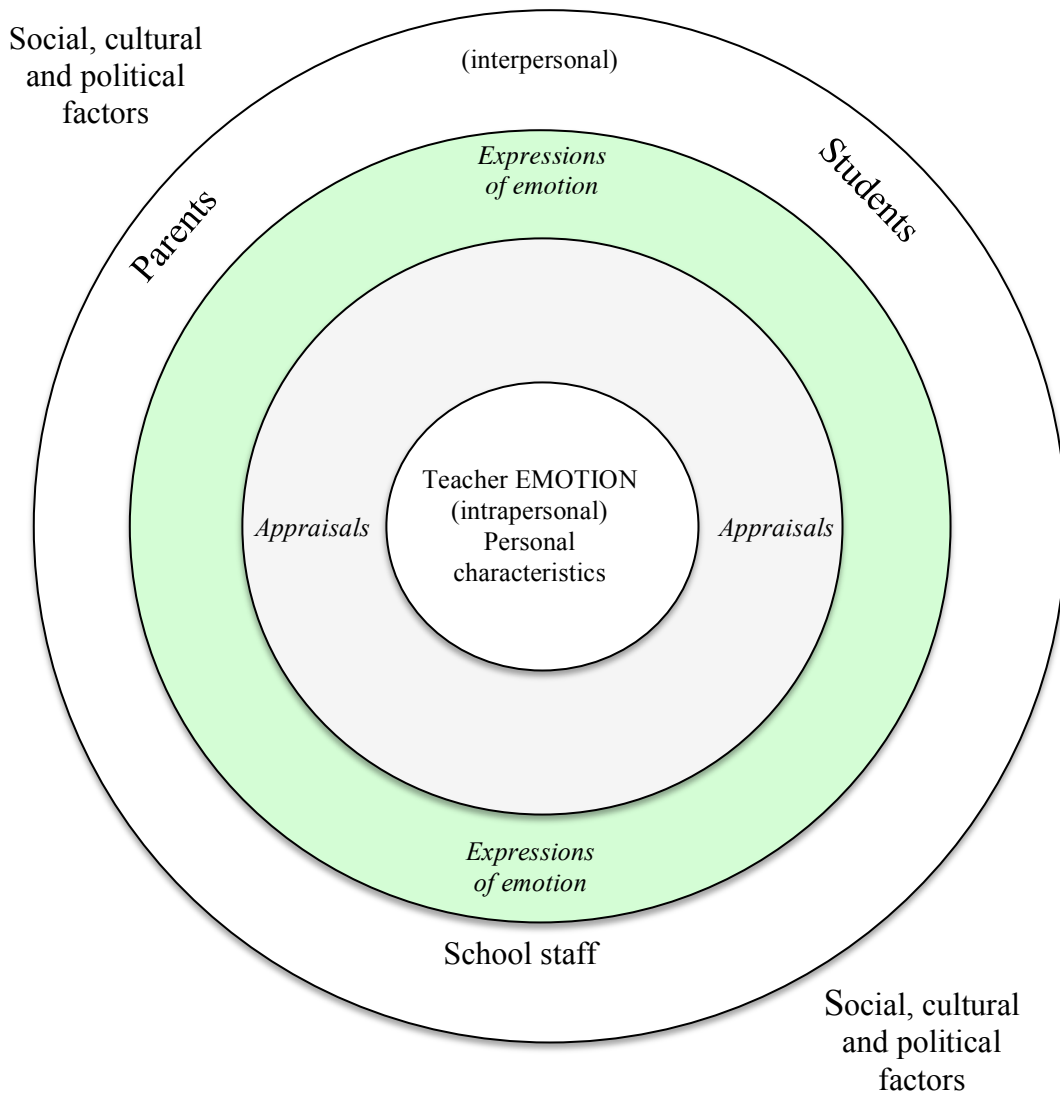 Social, cultural
and political
factors
(interpersonal)
Expressions
of emotion
Students
Parents
Teacher EMOTION
(intrapersonal)
Personal
characteristics
Appraisals
Appraisals
Expressions
of emotion
School staff
Social, cultural
and political
factors